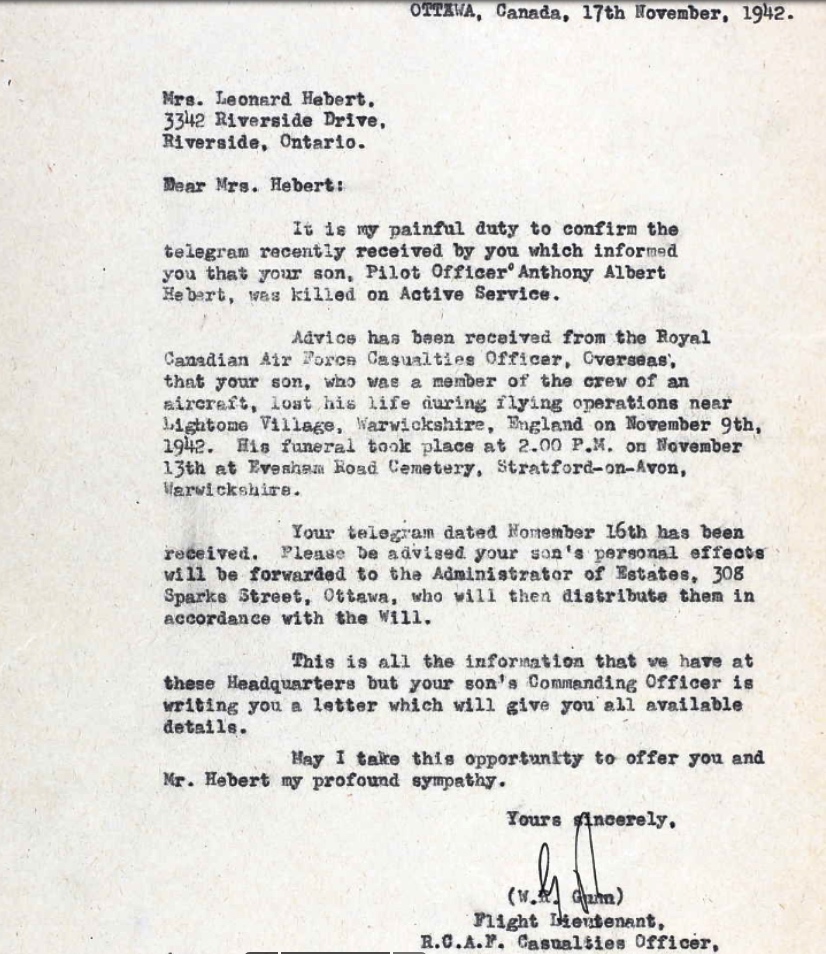 OTTAWA, Canada, 17th November, 1942.
Mrs. Leonard Hebert,
3342 Riverside Drive,
Riverside, Ontario.
Dear Mrs. Hebert:
It is my painful duty to confirm the
telegram recently received by you which informed
you that your son, Pilot Officer Anthony Albert
Hebert, was killed on Active Service.
Advice has been received from the Royal
Canadian Air Force Casualties Officer, Overseas,
that your son, who was a member of the crew of an
aircraft, lost his life during flying operations near
Lightome Village, Warwickshire, England on November 9th,
1942. His funeral took place at 2.00 P.M. on November
13th at Evesham Road Cemetery, Stratford-on-Avon,
Warwickshire.
Your telegram dated Nomember 16th has been
received. Please be advised your son's personal effects
will be forwarded to the Administrator of Estates, 308
Sparks Street, Ottawa, who will then distribute them in
accordance with the Will.
This is all the information that we have at
these Headquarters but your son's Commanding Officer is
writing you a letter which will give you all available
details.
May I take this opportunity to offer you and
Mr. Hebert my profound sympathy.
Yours sincerely,
(W.R. Gunn)
Flight Lieutenant,
R.C.A.F. Casualties Officer,